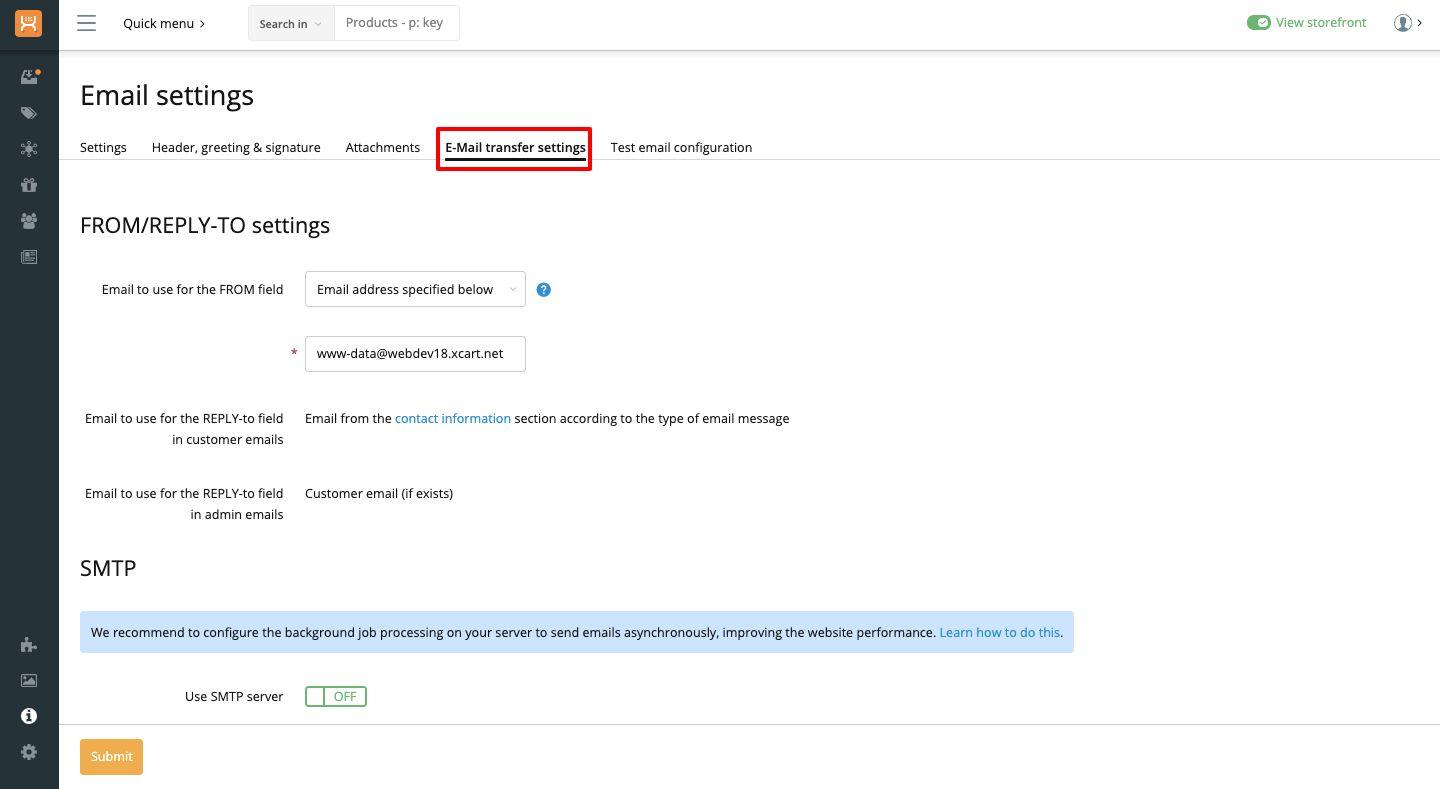 Quick menu
Search in
Products - p: key
View storefront
Email settings
Settings
Header, greeting & signature
Attachments
E-Mail transfer settings
Test email configuration
FROM/REPLY-TO settings
Email to use for the FROM field
Email address specified below
?
*
www-data@webdev18.xcart.net
Email to use for the REPLY-to field
in customer emails
Email from the contact information section according to the type of email message
Email to use for the REPLY-to field
in admin emails
Customer email (if exists)
SMTP
We recommend to configure the background job processing on your server to send emails asynchronously, improving the website performance. Learn how to do this.
Use SMTP server
OFF
Submit